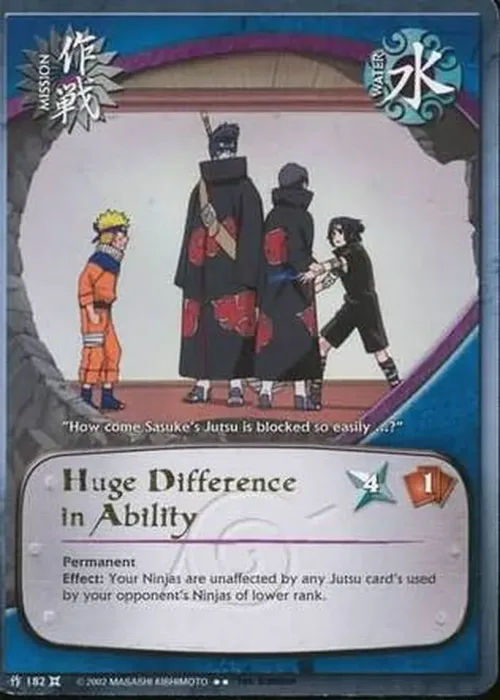 MISSION
作戦
WATER
水
"How come Sasuke's Jutsu is blocked so easily ...?"
Huge Difference
in Ability
4
1
Permanent
Effect: Your Ninjas are unaffected by any Jutsu card's used
by your opponent's Ninjas of lower rank.
作 182 © 2002 MASASHI KISHIMOTO